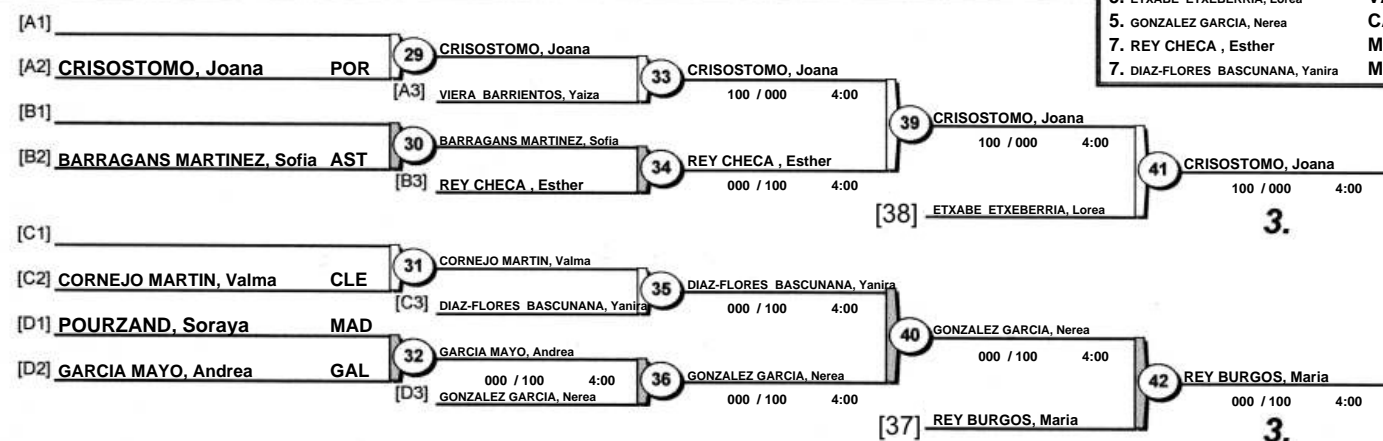 5. ETXABE ETXEBERRIA, Lorea
5. GONZALEZ GARCIA, Nerea
7. REY CHECA , Esther M
7. DIAZ-FLORES BASCUNANA, Yanira M
[A1]
29 CRISOSTOMO, Joana
[A2] CRISOSTOMO, Joana POR
33 CRISOSTOMO, Joana
[A3] VIERA BARRIENTOS, Yaiza
100 / 000 4:00
[B1]
39 CRISOSTOMO, Joana
30 BARRAGANS MARTINEZ, Sofia
100 / 000 4:00
[B2] BARRAGANS MARTINEZ, Sofia AST
34 REY CHECA , Esther
41 CRISOSTOMO, Joana
[B3] REY CHECA , Esther
000 / 100 4:00
100 / 000 4:00
[38] ETXABE ETXEBERRIA, Lorea
3.
[C1]
31 CORNEJO MARTIN, Valma
[C2] CORNEJO MARTIN, Valma CLE
35 DIAZ-FLORES BASCUNANA, Yanira
[C3] DIAZ-FLORES BASCUNANA, Yanira
000 / 100 4:00
[D1] POURZAND, Soraya MAD
40 GONZALEZ GARCIA, Nerea
32 GARCIA MAYO, Andrea
000 / 100 4:00
[D2] GARCIA MAYO, Andrea GAL
000 / 100 4:00
36 GONZALEZ GARCIA, Nerea
42 REY BURGOS, Maria
[D3] GONZALEZ GARCIA, Nerea
000 / 100 4:00
000 / 100 4:00
[37] REY BURGOS, Maria
3.